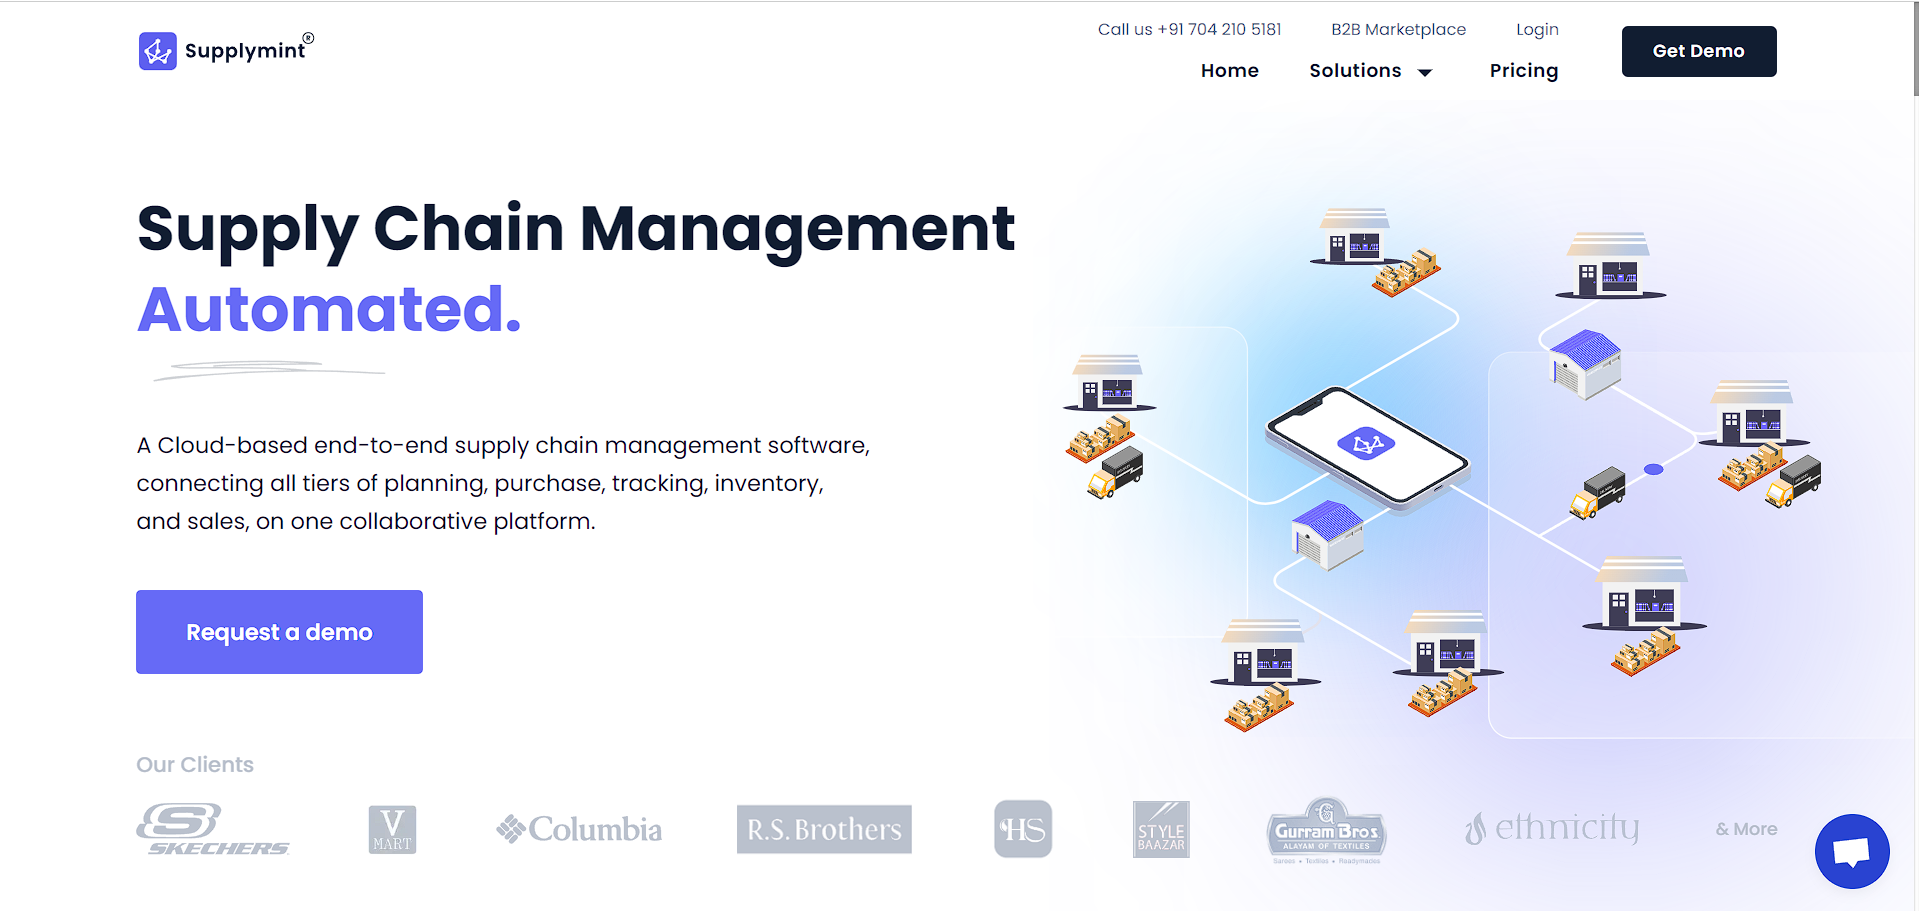 Supplymint®
Call us +91 704 210 5181
B2B Marketplace
Login
Home
Solutions
Pricing
Get Demo
Supply Chain Management
Automated.
A Cloud-based end-to-end supply chain management software,
connecting all tiers of planning, purchase, tracking, inventory,
and sales, on one collaborative platform.
Request a demo
Our Clients
SKECHERS
V
MART
Columbia
R.S. Brothers
HS
STYLE
BAAZAR
G
Gurram Bros
ALAYAM OF TEXTILES
Sarees • Textiles • Readymades
ethnicity
& More